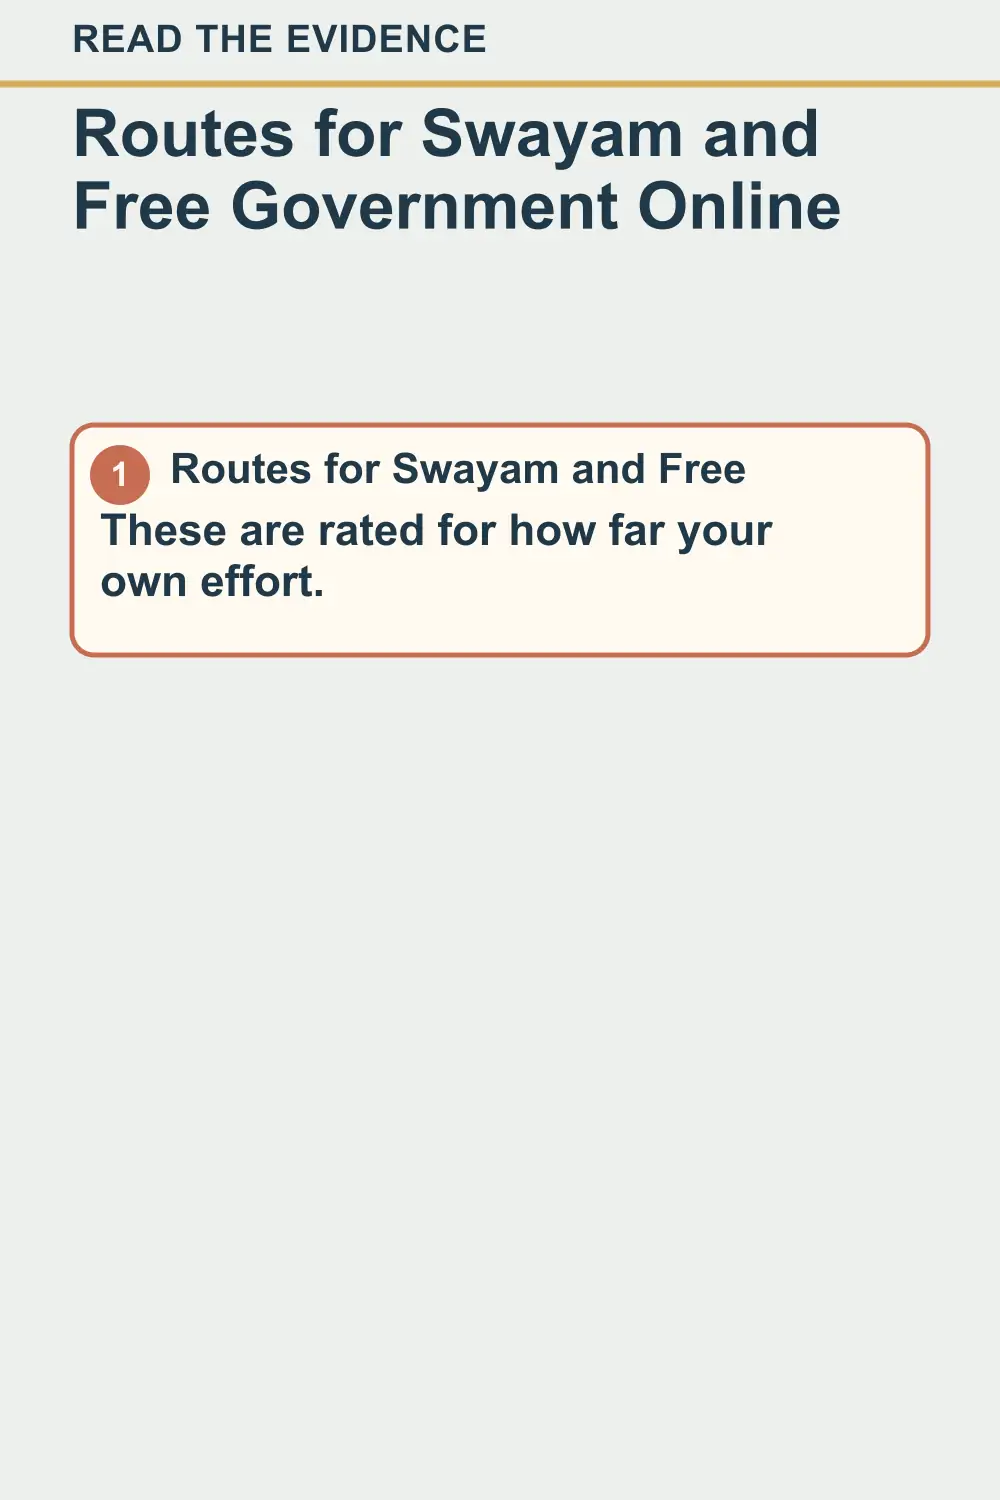 READ THE EVIDENCE
Routes for Swayam and
Free Government Online
1 Routes for Swayam and Free
These are rated for how far your
own effort.